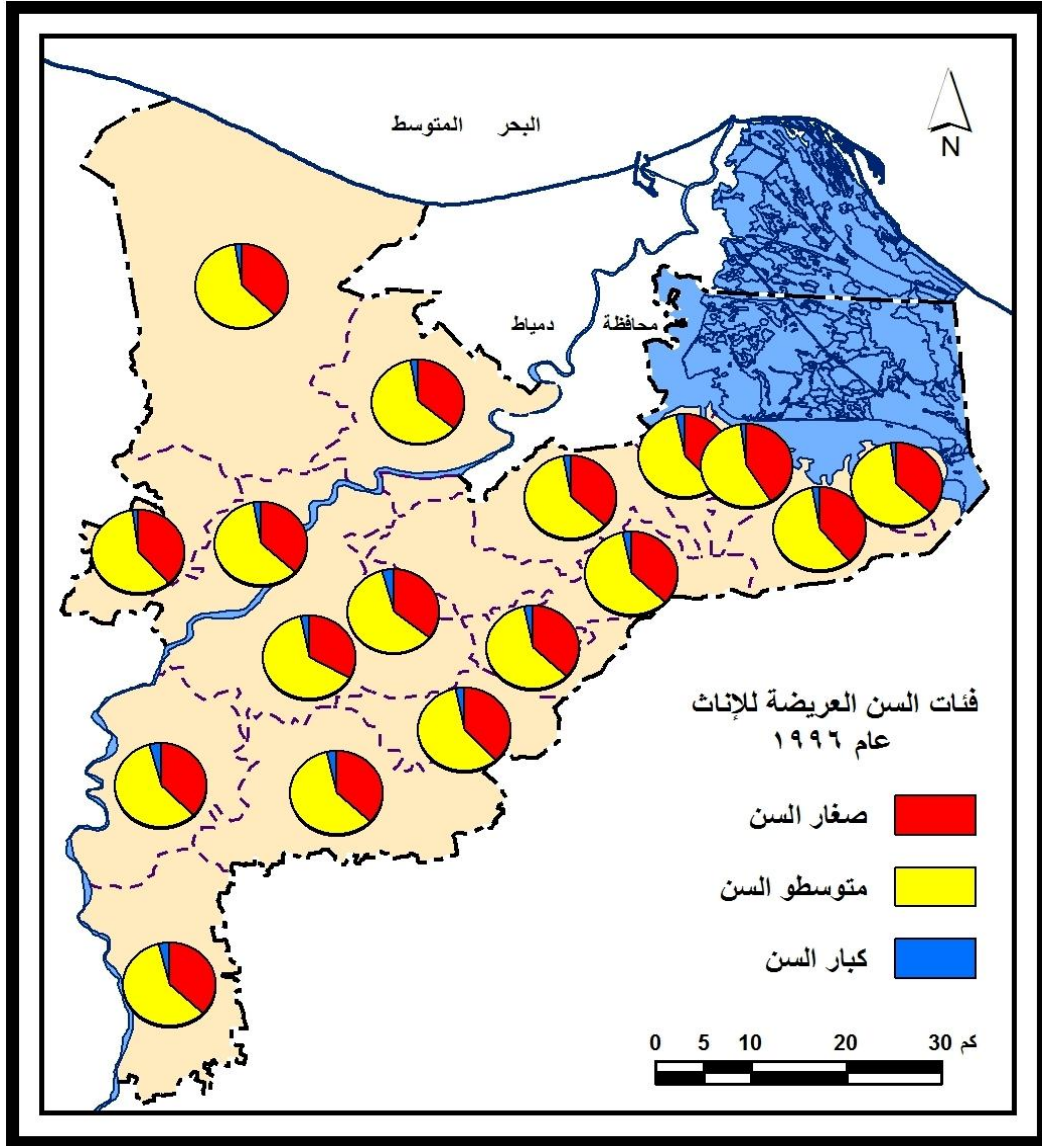 البحر المتوسط
N
محافظة دمياط
فئات السن العريضة للإناث
عام ١٩٩٦
صغار السن
متوسطو السن
كبار السن
0 5 10 20 30 كم